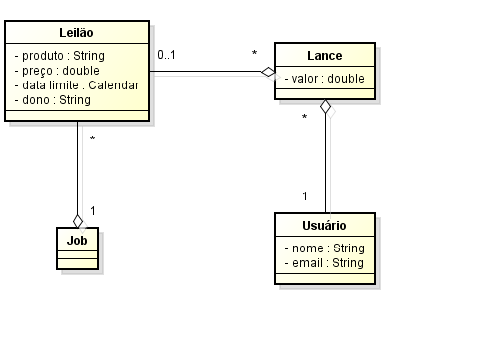 Leilão
- produto : String
- preço : double
- data limite : Calendar
- dono : String
0..1
*
Lance
- valor : double
*
*
1
Job
1
Usuário
- nome : String
- email : String